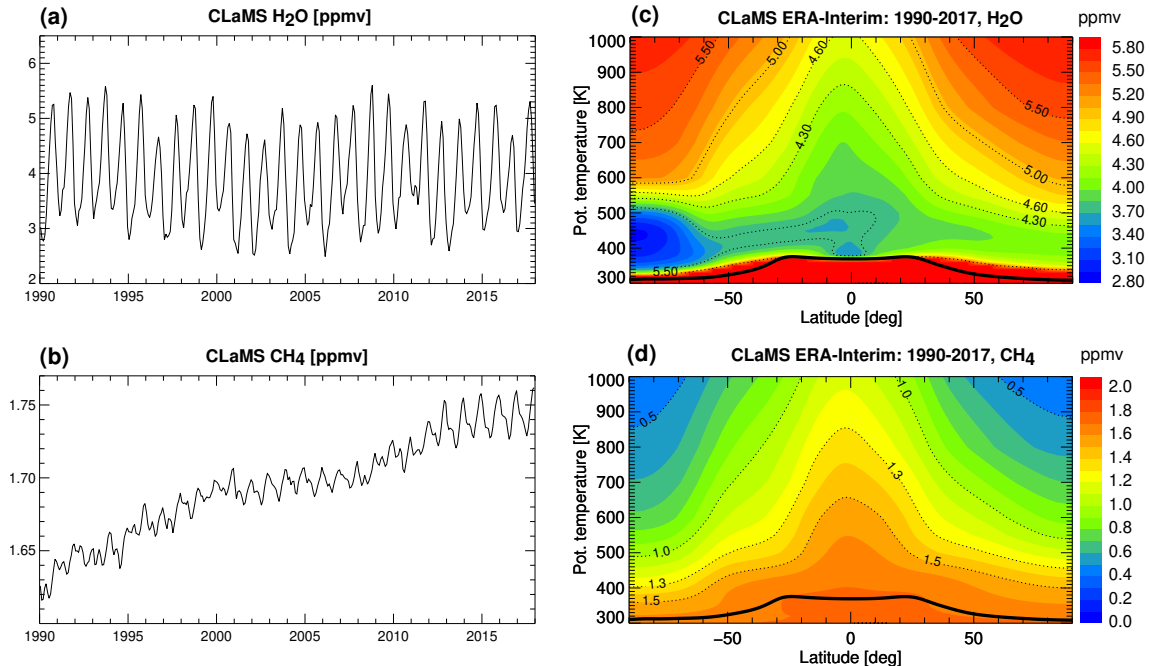 (a)
CLaMS H₂O [ppmv]
6
5
4
3
2
1990 1995 2000 2005 2010 2015
(b)
CLaMS CH₄ [ppmv]
1.75
1.70
1.65
1990 1995 2000 2005 2010 2015
(c)
CLaMS ERA-Interim: 1990-2017, H₂O
ppmv
Pot. temperature [K]
1000
900
800
700
600
500
400
300
5.50 5.00 4.60
4.30
5.50
5.00
4.60
4.30
5.50
−50 0 50
Latitude [deg]
5.80
5.50
5.20
4.90
4.60
4.30
4.00
3.70
3.40
3.10
2.80
(d)
CLaMS ERA-Interim: 1990-2017, CH₄
ppmv
Pot. temperature [K]
1000
900
800
700
600
500
400
300
0.5 1.0 0.5
1.3
1.0
1.5
1.3
1.5
−50 0 50
Latitude [deg]
2.0
1.8
1.6
1.4
1.2
1.0
0.8
0.6
0.4
0.2
0.0